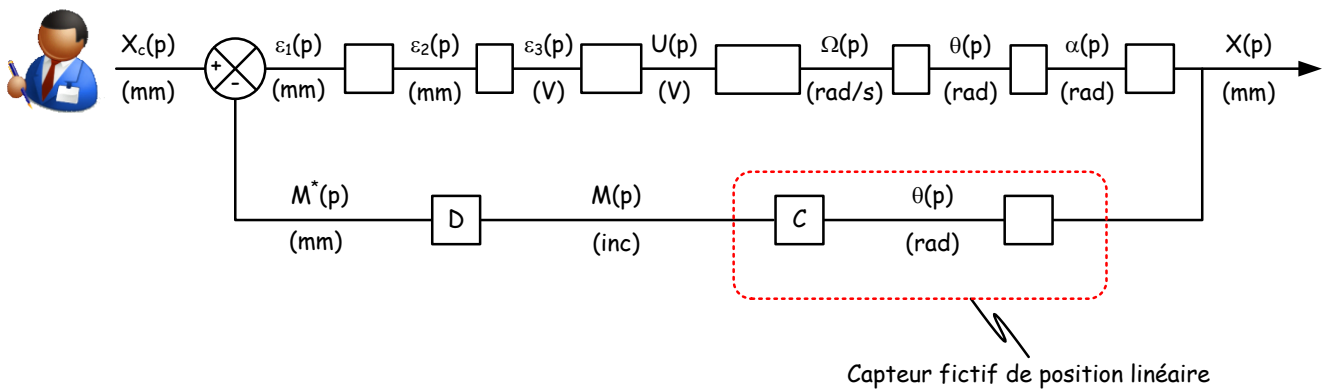 Xc(p) ε1(p) ε2(p) ε3(p) U(p) Ω(p) θ(p) α(p) X(p)
+ -
(mm) (mm) (mm) (V) (V) (rad/s) (rad) (rad) (mm)
M*(p) D M(p) C θ(p)
(mm) (inc) (rad)
Capteur fictif de position linéaire